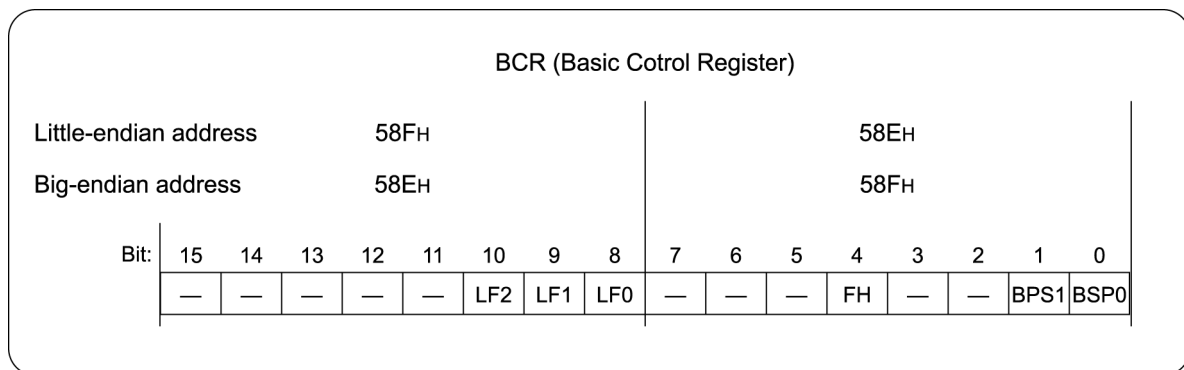 BCR (Basic Cotrol Register)
Little-endian address 58FH 58EH
Big-endian address 58EH 58FH
Bit: 15 14 13 12 11 10 9 8 7 6 5 4 3 2 1 0
— — — — — LF2 LF1 LF0 — — — FH — — BPS1 BSP0